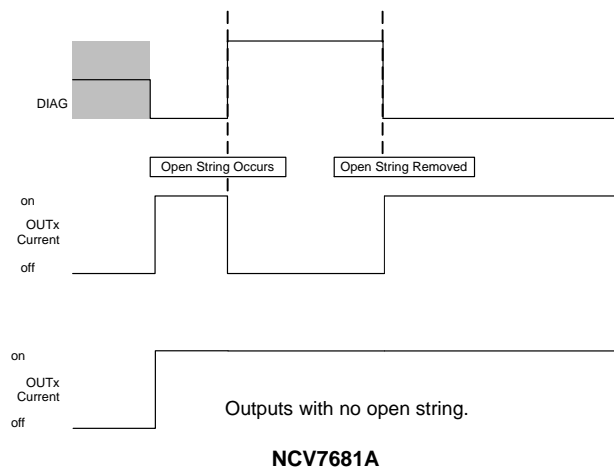 DIAG
Open String Occurs
Open String Removed
on
OUTx
Current
off
on
OUTx
Current
off
Outputs with no open string.
NCV7681A